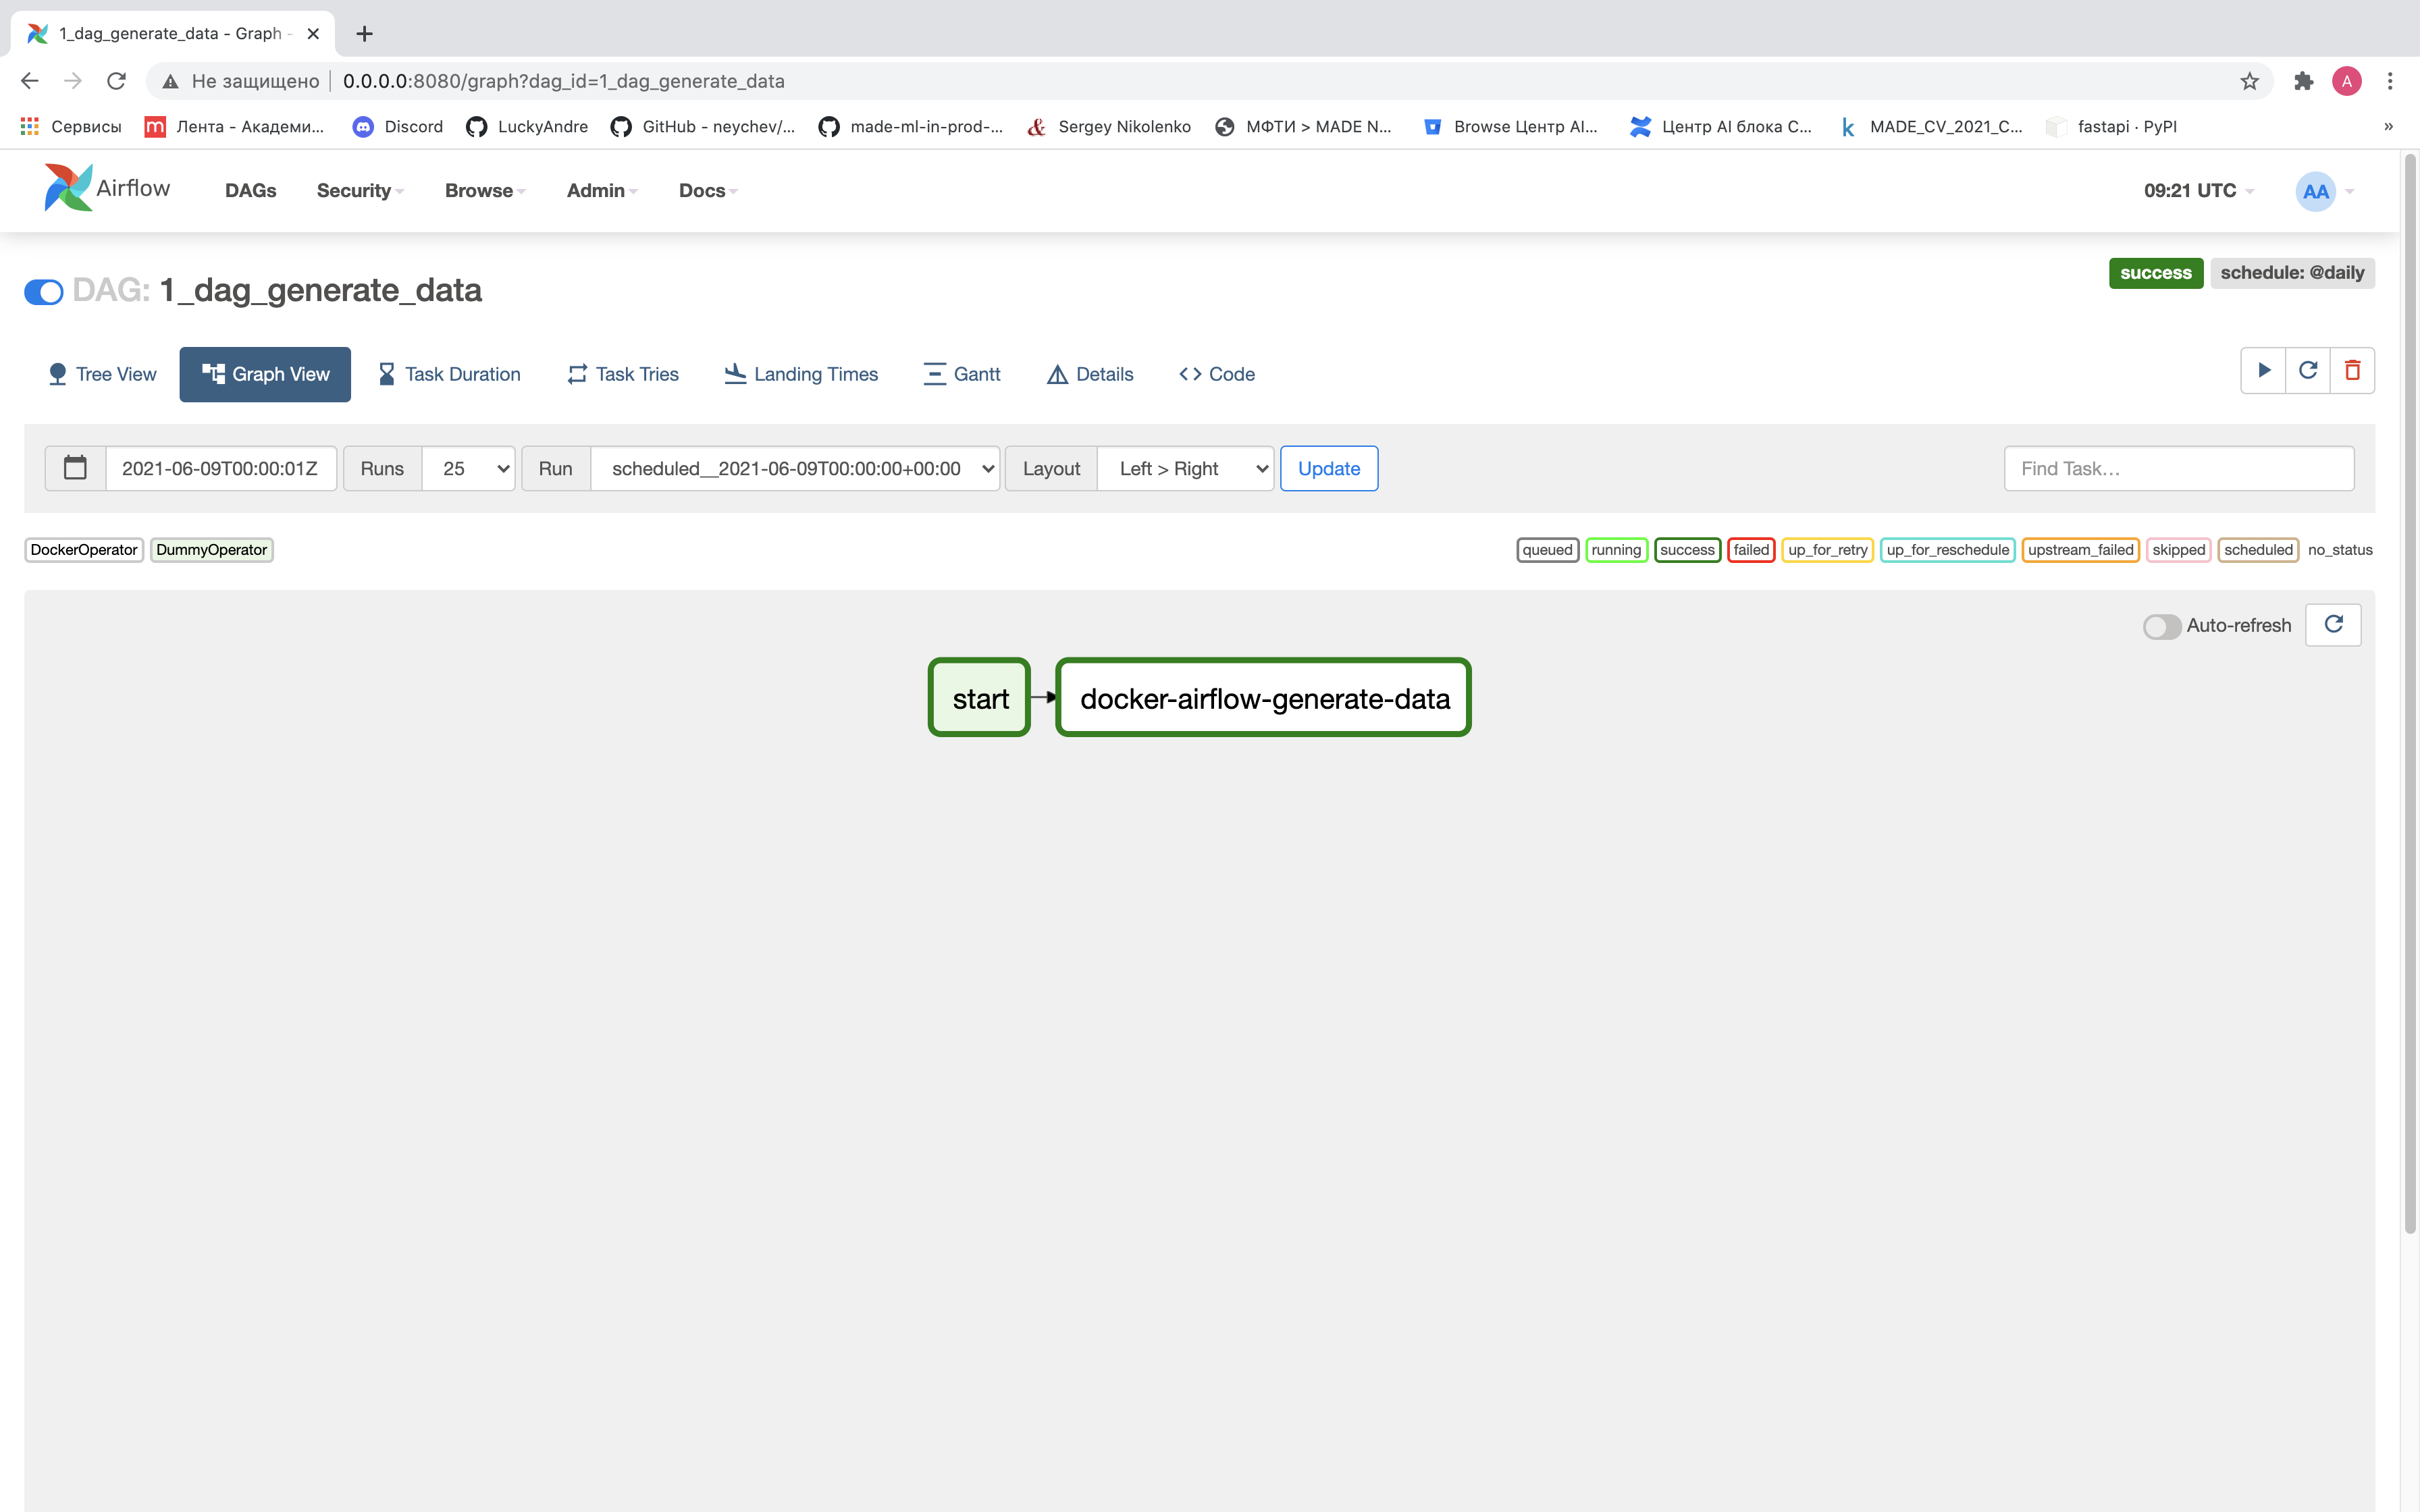 1_dag_generate_data - Graph -
Не защищено 0.0.0.0:8080/graph?dag_id=1_dag_generate_data
A
Сервисы Лента - Академи... Discord LuckyAndre GitHub - neychev/... made-ml-in-prod-... Sergey Nikolenko МФТИ > MADE N... Browse Центр AI... Центр AI блока С... MADE_CV_2021_C... fastapi · PyPI »
Airflow DAGs Security Browse Admin Docs 09:21 UTC AA
DAG: 1_dag_generate_data success schedule: @daily
Tree View Graph View Task Duration Task Tries Landing Times Gantt Details Code
2021-06-09T00:00:01Z Runs 25 Run scheduled__2021-06-09T00:00:00+00:00 Layout Left > Right Update Find Task…
DockerOperator DummyOperator queued running success failed up_for_retry up_for_reschedule upstream_failed skipped scheduled no_status
Auto-refresh
start docker-airflow-generate-data